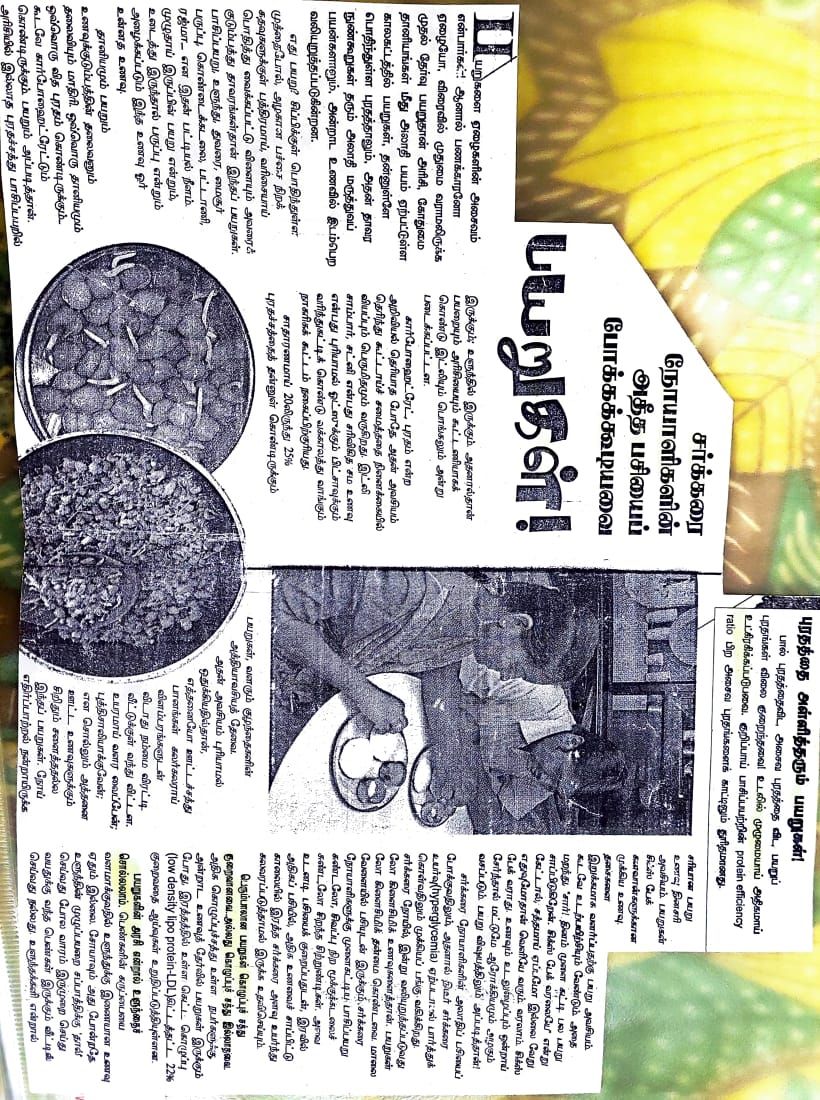 புரதத்தை அள்ளித்தரும் பயறுகள்!
பால் புரதத்தைவிட, அசைவ புரதத்தை விட, பயறுப்
புரதங்கள் விலை குறைந்தவை! உடலில் முழுமையாய் அதிகமாய்
உட்கிரகிக்கப்படுபவை. குறிப்பாய் பாசிப்பயற்றின் protein efficiency
ratio பிற அசைவ புரதங்களைக் காட்டிலும் துரிதமானது.
சர்க்கரை
நோயாளிகளின்
அதீத பசியைப்
போக்கக்கூடியவை
பயறுகள்!
பயறுகளை ஏழைகளின் அசைவம்
என்பார்கள்! ஆனால் பணக்காரனோ
ஏழையோ, விரைவில் முதுமை வராமலிருக்க
முதல் தேர்வு பயறுதான் அரிசி, கோதுமை
தானியங்கள் மீது அலாதி பயம் ஏற்பட்டுள்ள
காலகட்டத்தில் பயறுகள், தன்னுள்ளே
பொதிந்துள்ள புரதத்தாலும், அதன் தாவர
நுண்கூறுகள் தரும் அலாதி மருத்துவப்
பயன்களாலும், அன்றாட உணவில் இடம்பெற
வலியுறுத்தப்படுகின்றன.
எது பயறு? சிப்பிக்குள் பொதிந்துள்ள
முத்தைபோல், அழகான பச்சை நிறக்
கதவுகளுக்குள் பத்திரமாய், வரிசையாய்
பொதித்து வைக்கப்பட்டு விளையும் அவரைக்
குடும்பத்து தாவரங்கள்தான் இந்தப் பயறுகள்.
பாசிப்பயறு, உளுந்து, துவரை, மைசூர்
பருப்பு, கொண்டைக்கடலை, பட்டாணி,
ரஜ்மா... என இதன் பட்டியல் நீளம்.
முழுதாய் இருப்பின் பயறு என்றும்,
உடைத்து இருந்தால் பருப்பு என்றும்
அழைக்கப்படும் இந்த உணவு ஓர்
உன்னத உணவு.
தானியமும் பயறும்
உணவுக்குடும்பத்தின் தலைவனும்
தலைவியும் மாதிரி. ஒவ்வொரு தானியமும்
ஒவ்வொரு வித புரதம் கொண்டிருக்கும்..
கூடவே கார்போஹைட்ரேட்டும்
கொண்டிருக்கும். பயறும் அப்படித்தான்.
அரிசியில் இல்லாத புரதச்சத்து பாசிப்பயறில்
இருக்கும்; உளுந்தில் இருக்கும். அதனால்தான்
பயறையும் அரிசியையும் கூட்டணியாகக்
கொண்டு இட்லியும் பொங்கலும் அன்று
படைக்கப்பட்டன.
கார்போஹைட்ரேட், புரதம் என்ற
அறிவியல் தெரியாத போதே, அதன் அவசியம்
தெரிந்து கூட்டாய்ச் சமைத்ததை நினைக்கையில்
வியப்பும் பெருமிதமும் வருகிறது. இட்லி
சாம்பார், சட்னி என்பது சரிவிகித சம உணவு
என்பது புரியாமல் ஓட்ஸுக்கும் பிட்சாவுக்கும்
வரிந்துகட்டிக் கொண்டு வக்காலத்து வாங்கும்
நாகரிகக் கூட்டம் நகைப்பிற்குரியது.
சாதாரணமாய் 20லிருந்து 25%
புரதச்சத்தைத் தன்னுள் கொண்டிருக்கும்
பயறுகள், வளரும் குழந்தைகளின்
அத்தியாவசியத் தேவை.
அதன் அவசியம் புரியாமல்
ஒதுக்கியதில்தான்,
எத்தனையோ ஊட்டச்சத்து
பானங்கள் கலர்கலராய்
விளம்பரங்களுடன்
விடாது நம்மை விரட்டி
வீட்டுக்குள் வந்து விட்டன.
உயரமாய் வளர வைப்பேன்;
புத்திசாலியாக்குவேன்;
என சொல்லும் அத்தனை
ஊட்ட உணவுகளுக்கும்
சிறிதும் சளைத்ததல்ல
இந்தப் பயறுகள். நோய்
எதிர்ப்பாற்றல் நன்றாயிருக்க
சரியான பயறு
உணவு தினசரி
அவசியம். பயறுகள்
சிக்ஸ் பேக்
கனவான்களுக்கான
முக்கிய உணவு.
தசைகளை
இறுக்கமாக வளர்ப்பதற்கு பயறு அவசியம்.
கூடவே உடற்பயிற்சியும் வேண்டும். அதை
மறந்து, "சார்! தினம் முளை கட்டி, பல பயறு
சாப்பிடுகிறேன். சிக்ஸ் பேக் வரலையே" என்று
கேட்டால், சத்தமாய் ஏப்பமோ இல்லை வேறு
எதுவுமோதான் வெளியே வரும். வரலாம். சிக்ஸ்
பேக் வராது. உணவும் உடலுழைப்பும் ஒன்றாய்
சேர்ந்தால் மட்டுமே ஆரோக்கியமும் அழகும்
வசப்படும். பயறு விஷயத்திலும் அப்படித்தான்!
சர்க்கரை நோயாளிகளின் அலாதிப் பசியைப்
போக்குவதிலும், அதனால் திடீர் சர்க்கரை
உயர்வு(hyperglycemia) ஏற்படாமல் பார்த்துக்
கொள்வதிலும் முக்கியப் பங்கு வகிக்கிறது.
சர்க்கரை நோயில், இன்று வலியுறுத்தப்படுவது
லோ கிளைசிமிக் உணவுகளைத்தான். பயறுகள்
லோ கிளைசிமிக் தன்மை கொண்டவை. மாலை
வேளையில் பசியுடன் இருக்கும் சர்க்கரை
நோயாளிகளுக்கு முளைகட்டிய பாசிப்பயறு
சுண்டலோ, சிவப்பு நிற மூக்குக்கடலைச்
சுண்டலோ சிறந்த சிற்றுண்டிகள். அவை
உடனடி பசியைக் குறைப்பதுடன், இரவில்
அதிகப் பசியில், அதிக உணவைச் சாப்பிட்டு
காலையில் இரத்த சர்க்கரை அளவு உயர்ந்து
கலவரப்படுத்தாமல் இருக்க உதவிசெய்யும்.
பெரும்பாலான பயறுகள் கொழுப்புச் சத்து
குறைவானவை..அல்லது கொழுப்புச் சத்து இல்லாதவை.
அதிக கொழுப்புச்சத்து உள்ள நபர்களுக்கு
அன்றாட உணவுத் தேர்வில் பயறுகள் இருக்கும்
போது, இரத்தத்தில் உள்ள கெட்ட கொழுப்பு
(low density lipo protein-LDL)கிட்டத்தட்ட 22%
குறைவதை ஆய்வுகள் உறுதிப்படுத்தியுள்ளன.
பயறுகளின் அரசி என்றால் உளுந்தைச்
சொல்லலாம். பெண்களின் கருப்பையை
வளமாக்குவதில் உளுந்துக்கு இணையான உணவு
ஏதும் இல்லை. சோயாவும் அது போன்றதே.
உளுந்தின் முழுப்பயறை சப்பாத்திக்கு 'தால்'
செய்வது போல வாரம் இருமுறை செய்து
வயதுக்கு வந்த பெண்கள் இருக்கும் வீட்டில்
செய்வது நல்லது. உளுந்தக்களி என்றால்